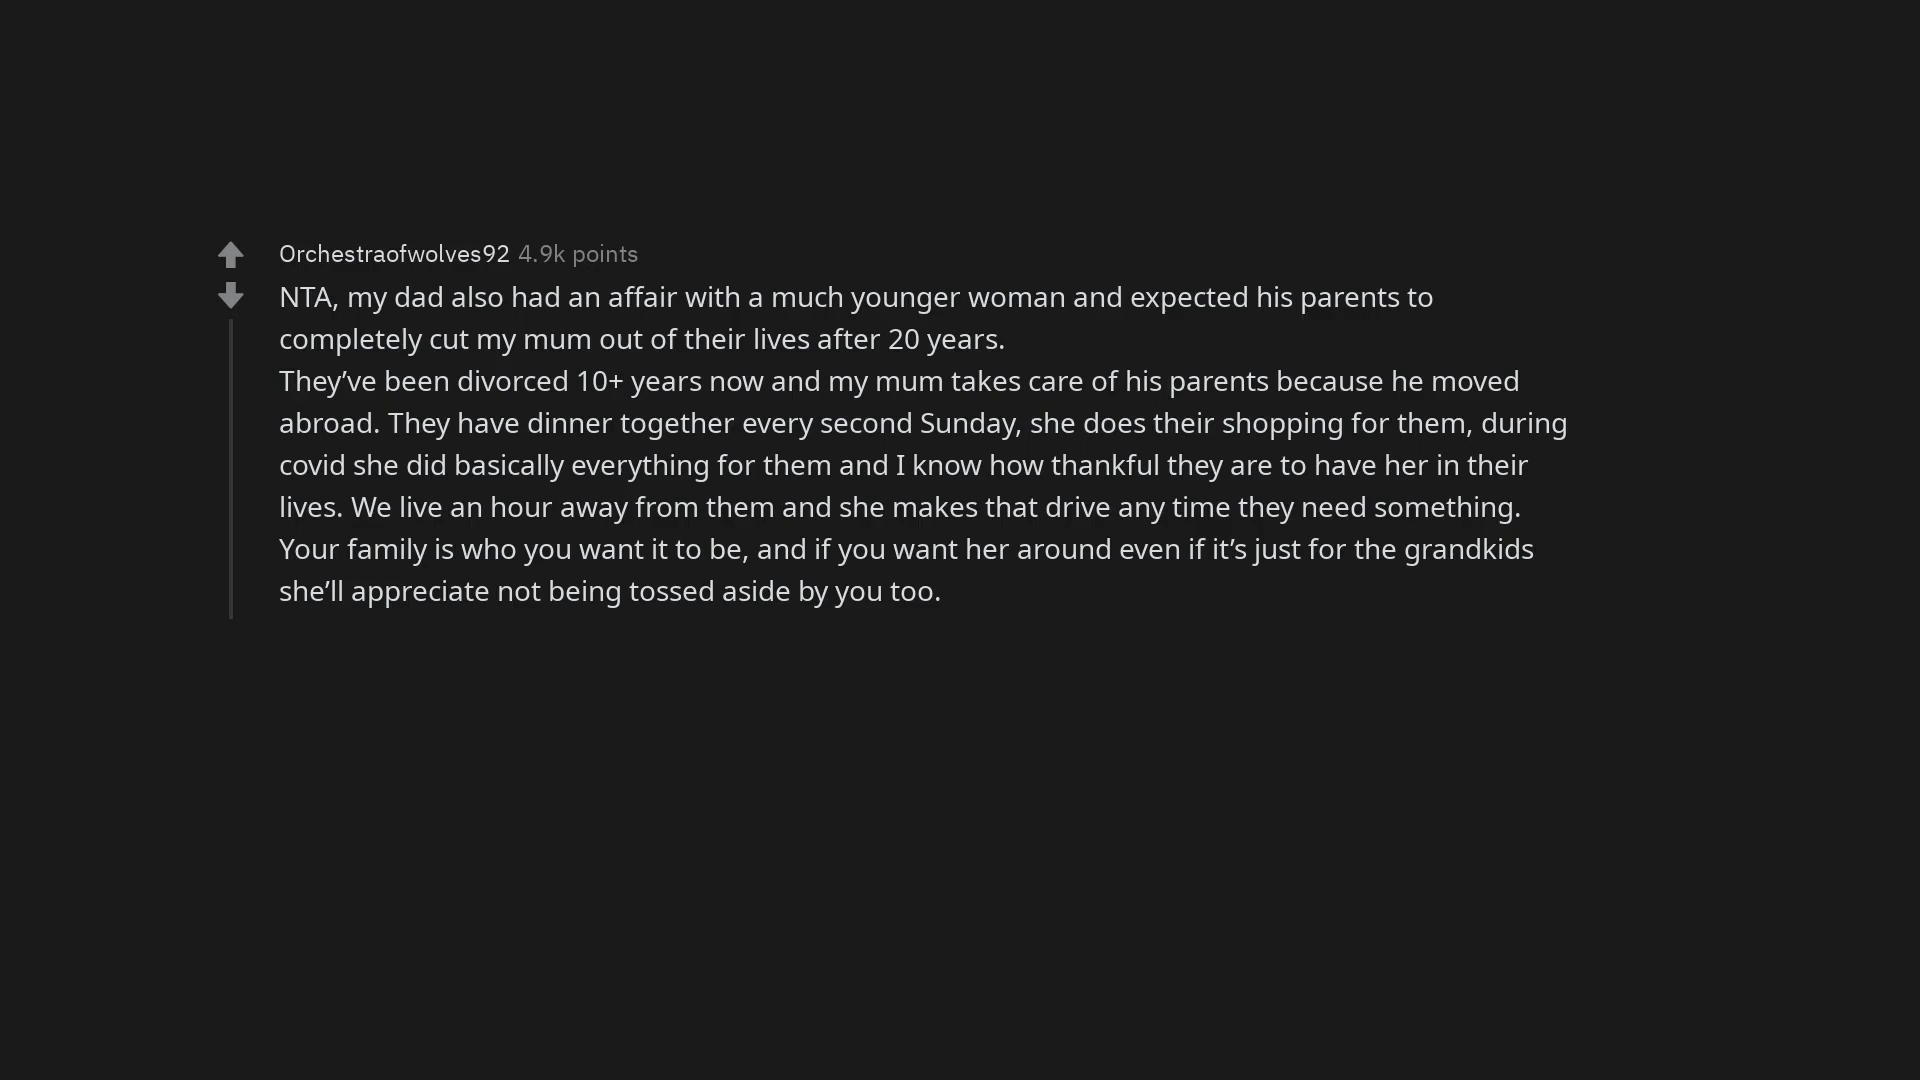 Orchestraofwolves92 4.9k points
NTA, my dad also had an affair with a much younger woman and expected his parents to
completely cut my mum out of their lives after 20 years.
They’ve been divorced 10+ years now and my mum takes care of his parents because he moved
abroad. They have dinner together every second Sunday, she does their shopping for them, during
covid she did basically everything for them and I know how thankful they are to have her in their
lives. We live an hour away from them and she makes that drive any time they need something.
Your family is who you want it to be, and if you want her around even if it’s just for the grandkids
she’ll appreciate not being tossed aside by you too.